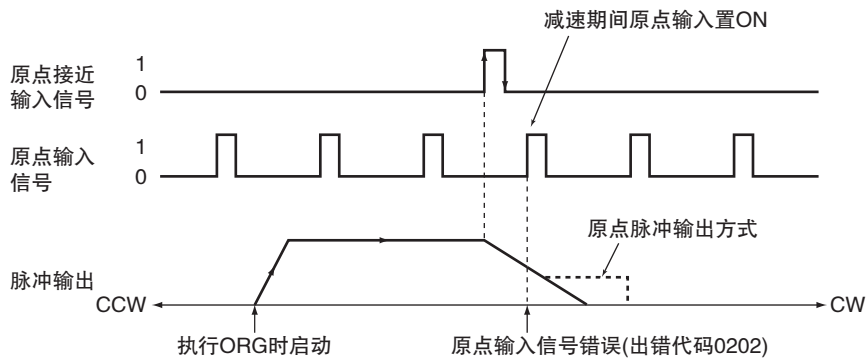 减速期间原点输入置ON
原点接近
输入信号
1
0
原点输入
信号
1
0
原点脉冲输出方式
脉冲输出
CCW
CW
执行ORG时启动
原点输入信号错误(出错代码0202)